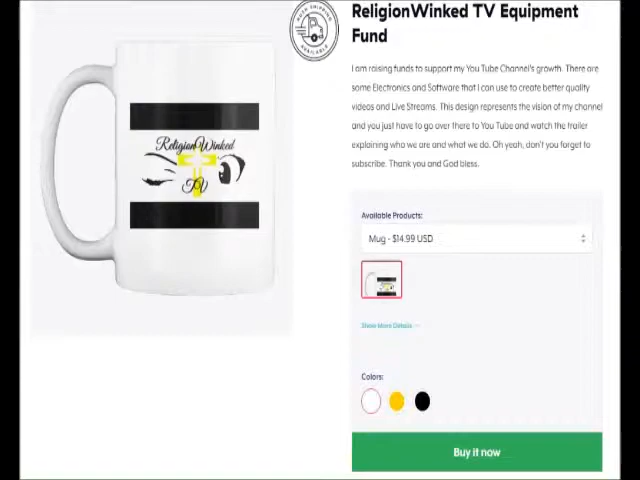 RUSH SHIPPING
AVAILABLE
ReligionWinked TV Equipment
Fund
I am raising funds to support my You Tube Channel's growth. There are
some Electronics and Software that I can use to create better quality
videos and Live Streams. This design represents the vision of my channel
and you just have to go over there to You Tube and watch the trailer
explaining who we are and what we do. Oh yeah, don't you forget to
subscribe. Thank you and God bless.
ReligionWinked
TV
Available Products:
Mug - $14.99 USD
Show More Details
Colors:
Buy it now